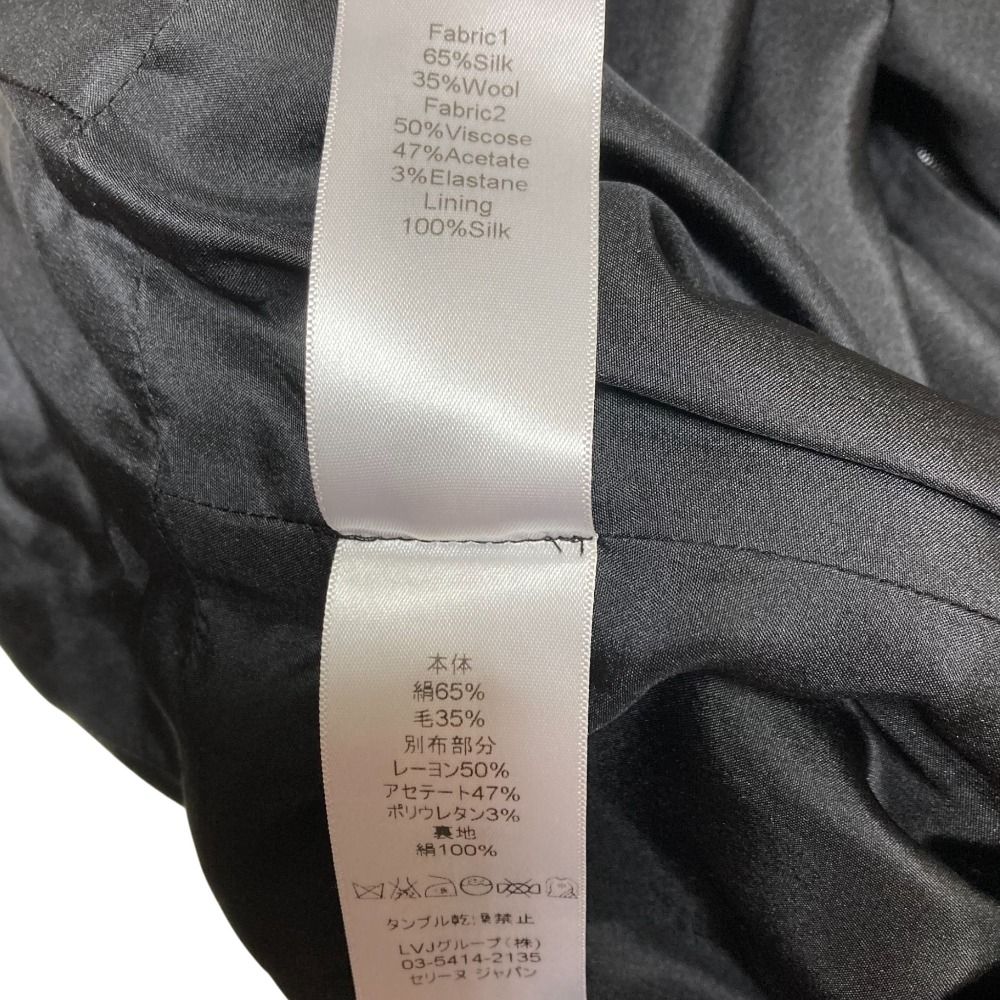 Fabric1
65%Silk
35%Wool
Fabric2
50%Viscose
47%Acetate
3%Elastane
Lining
100%Silk
本体
絹65%
毛35%
別布部分
レーヨン50%
アセテート47%
ポリウレタン3%
裏地
絹100%
タンブル乾燥禁止
LVJグループ(株)
03-5414-2135
セリーヌ ジャパン